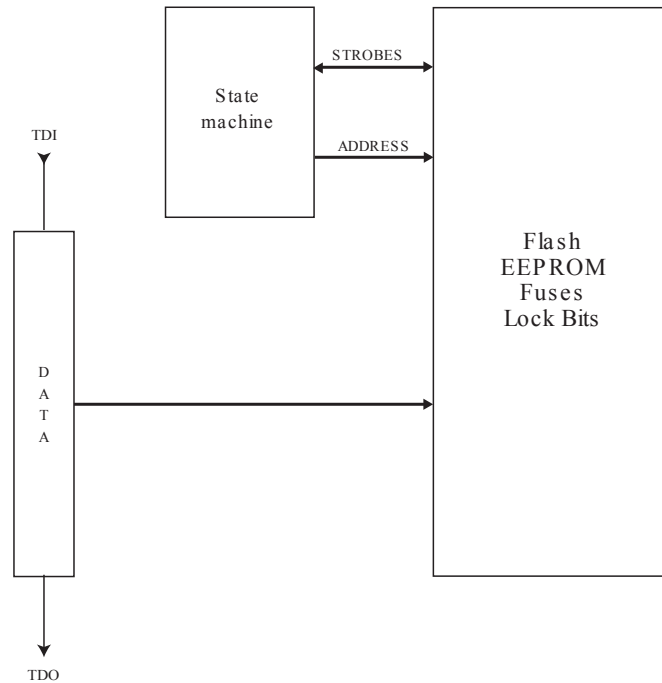 STROBES
State
machine
ADDRESS
TDI
Flash
EEPROM
Fuses
Lock Bits
D
A
T
A
TDO